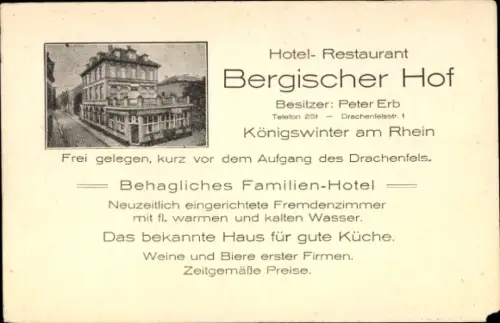 Hotel- Restaurant
Bergischer Hof
Besitzer: Peter Erb
Telefon 291 — Drachenfelsstr. 1
Königswinter am Rhein
Frei gelegen, kurz vor dem Aufgang des Drachenfels.
Behagliches Familien-Hotel
Neuzeitlich eingerichtete Fremdenzimmer
mit fl. warmen und kalten Wasser.
Das bekannte Haus für gute Küche.
Weine und Biere erster Firmen.
Zeitgemäße Preise.